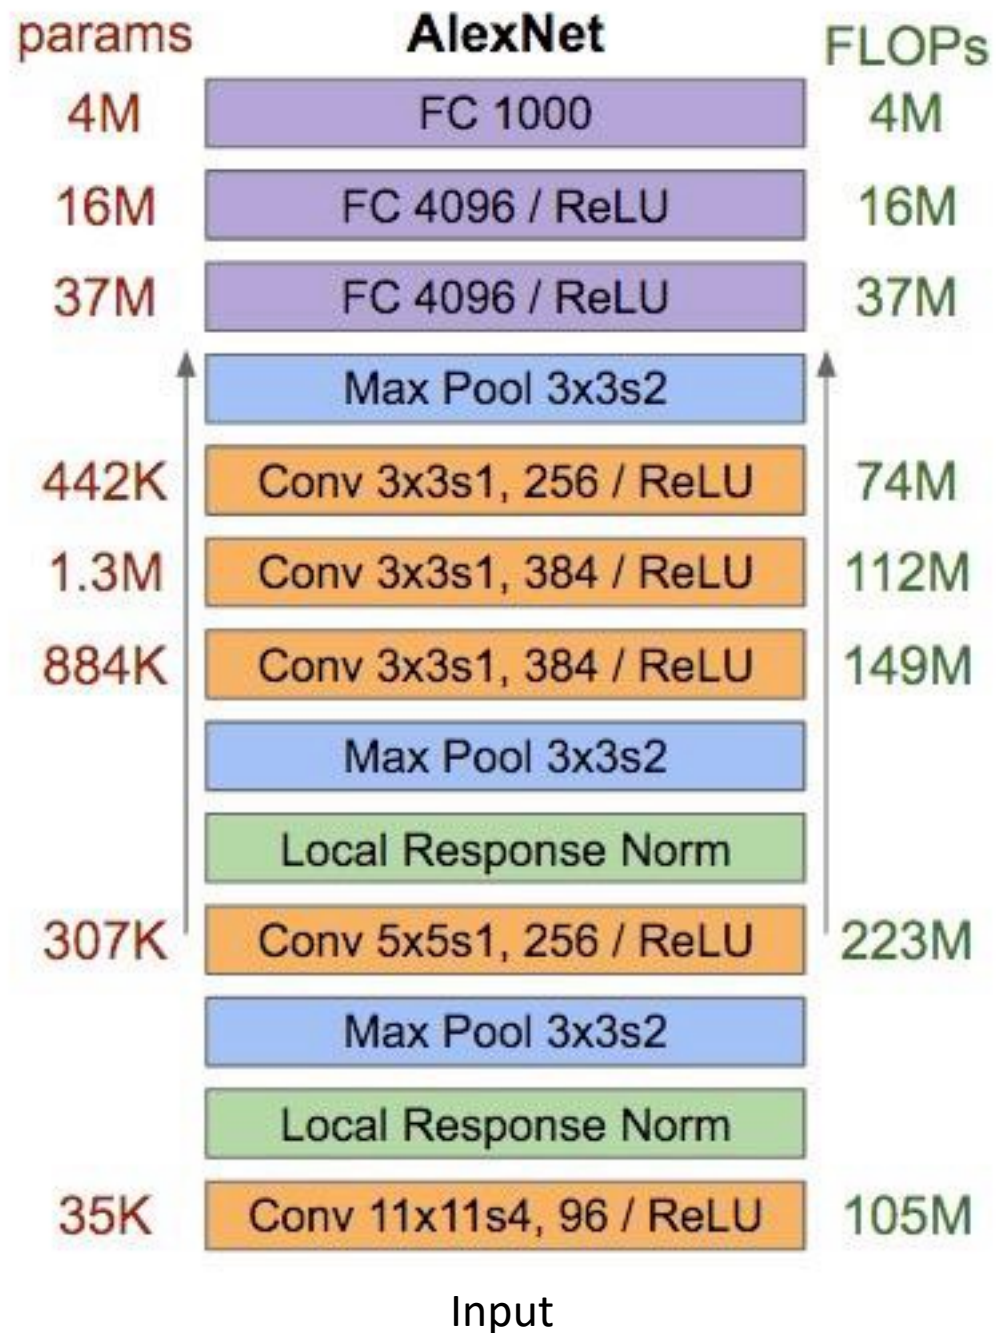 params AlexNet FLOPs
4M FC 1000 4M
16M FC 4096 / ReLU 16M
37M FC 4096 / ReLU 37M
Max Pool 3x3s2
442K Conv 3x3s1, 256 / ReLU 74M
1.3M Conv 3x3s1, 384 / ReLU 112M
884K Conv 3x3s1, 384 / ReLU 149M
Max Pool 3x3s2
Local Response Norm
307K Conv 5x5s1, 256 / ReLU 223M
Max Pool 3x3s2
Local Response Norm
35K Conv 11x11s4, 96 / ReLU 105M
Input